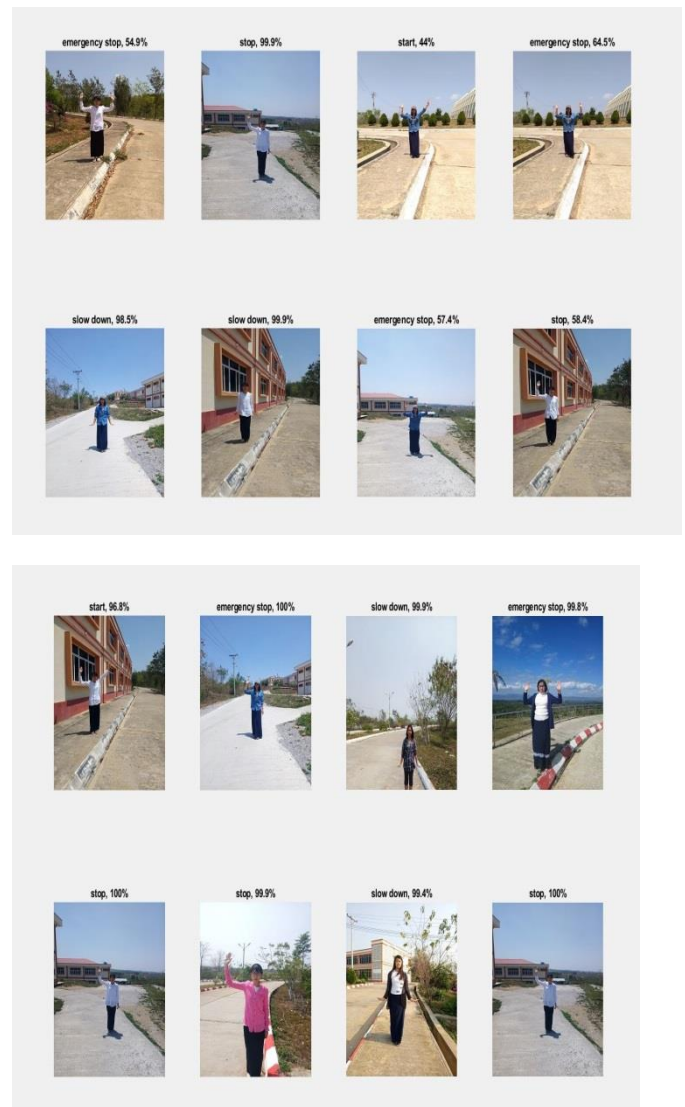 emergency stop, 54.9%
stop, 99.9%
start, 44%
emergency stop, 64.5%
slow down, 98.5%
slow down, 99.9%
emergency stop, 57.4%
stop, 58.4%
start, 96.8%
emergency stop, 100%
slow down, 99.9%
emergency stop, 99.8%
stop, 100%
stop, 99.9%
slow down, 99.4%
stop, 100%